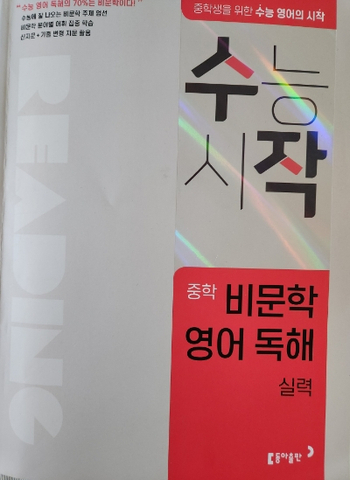 "수능 영어 독해의 70%는 비문학이다!"
수능에 잘 나오는 비문학 주제 엄선
비문학 분야별 어휘 집중 학습
신지문 + 기출 변형 지문 활용
중학생을 위한 수능 영어의 시작
수능
시작
READING
중학 비문학
영어 독해
실력
동아출판